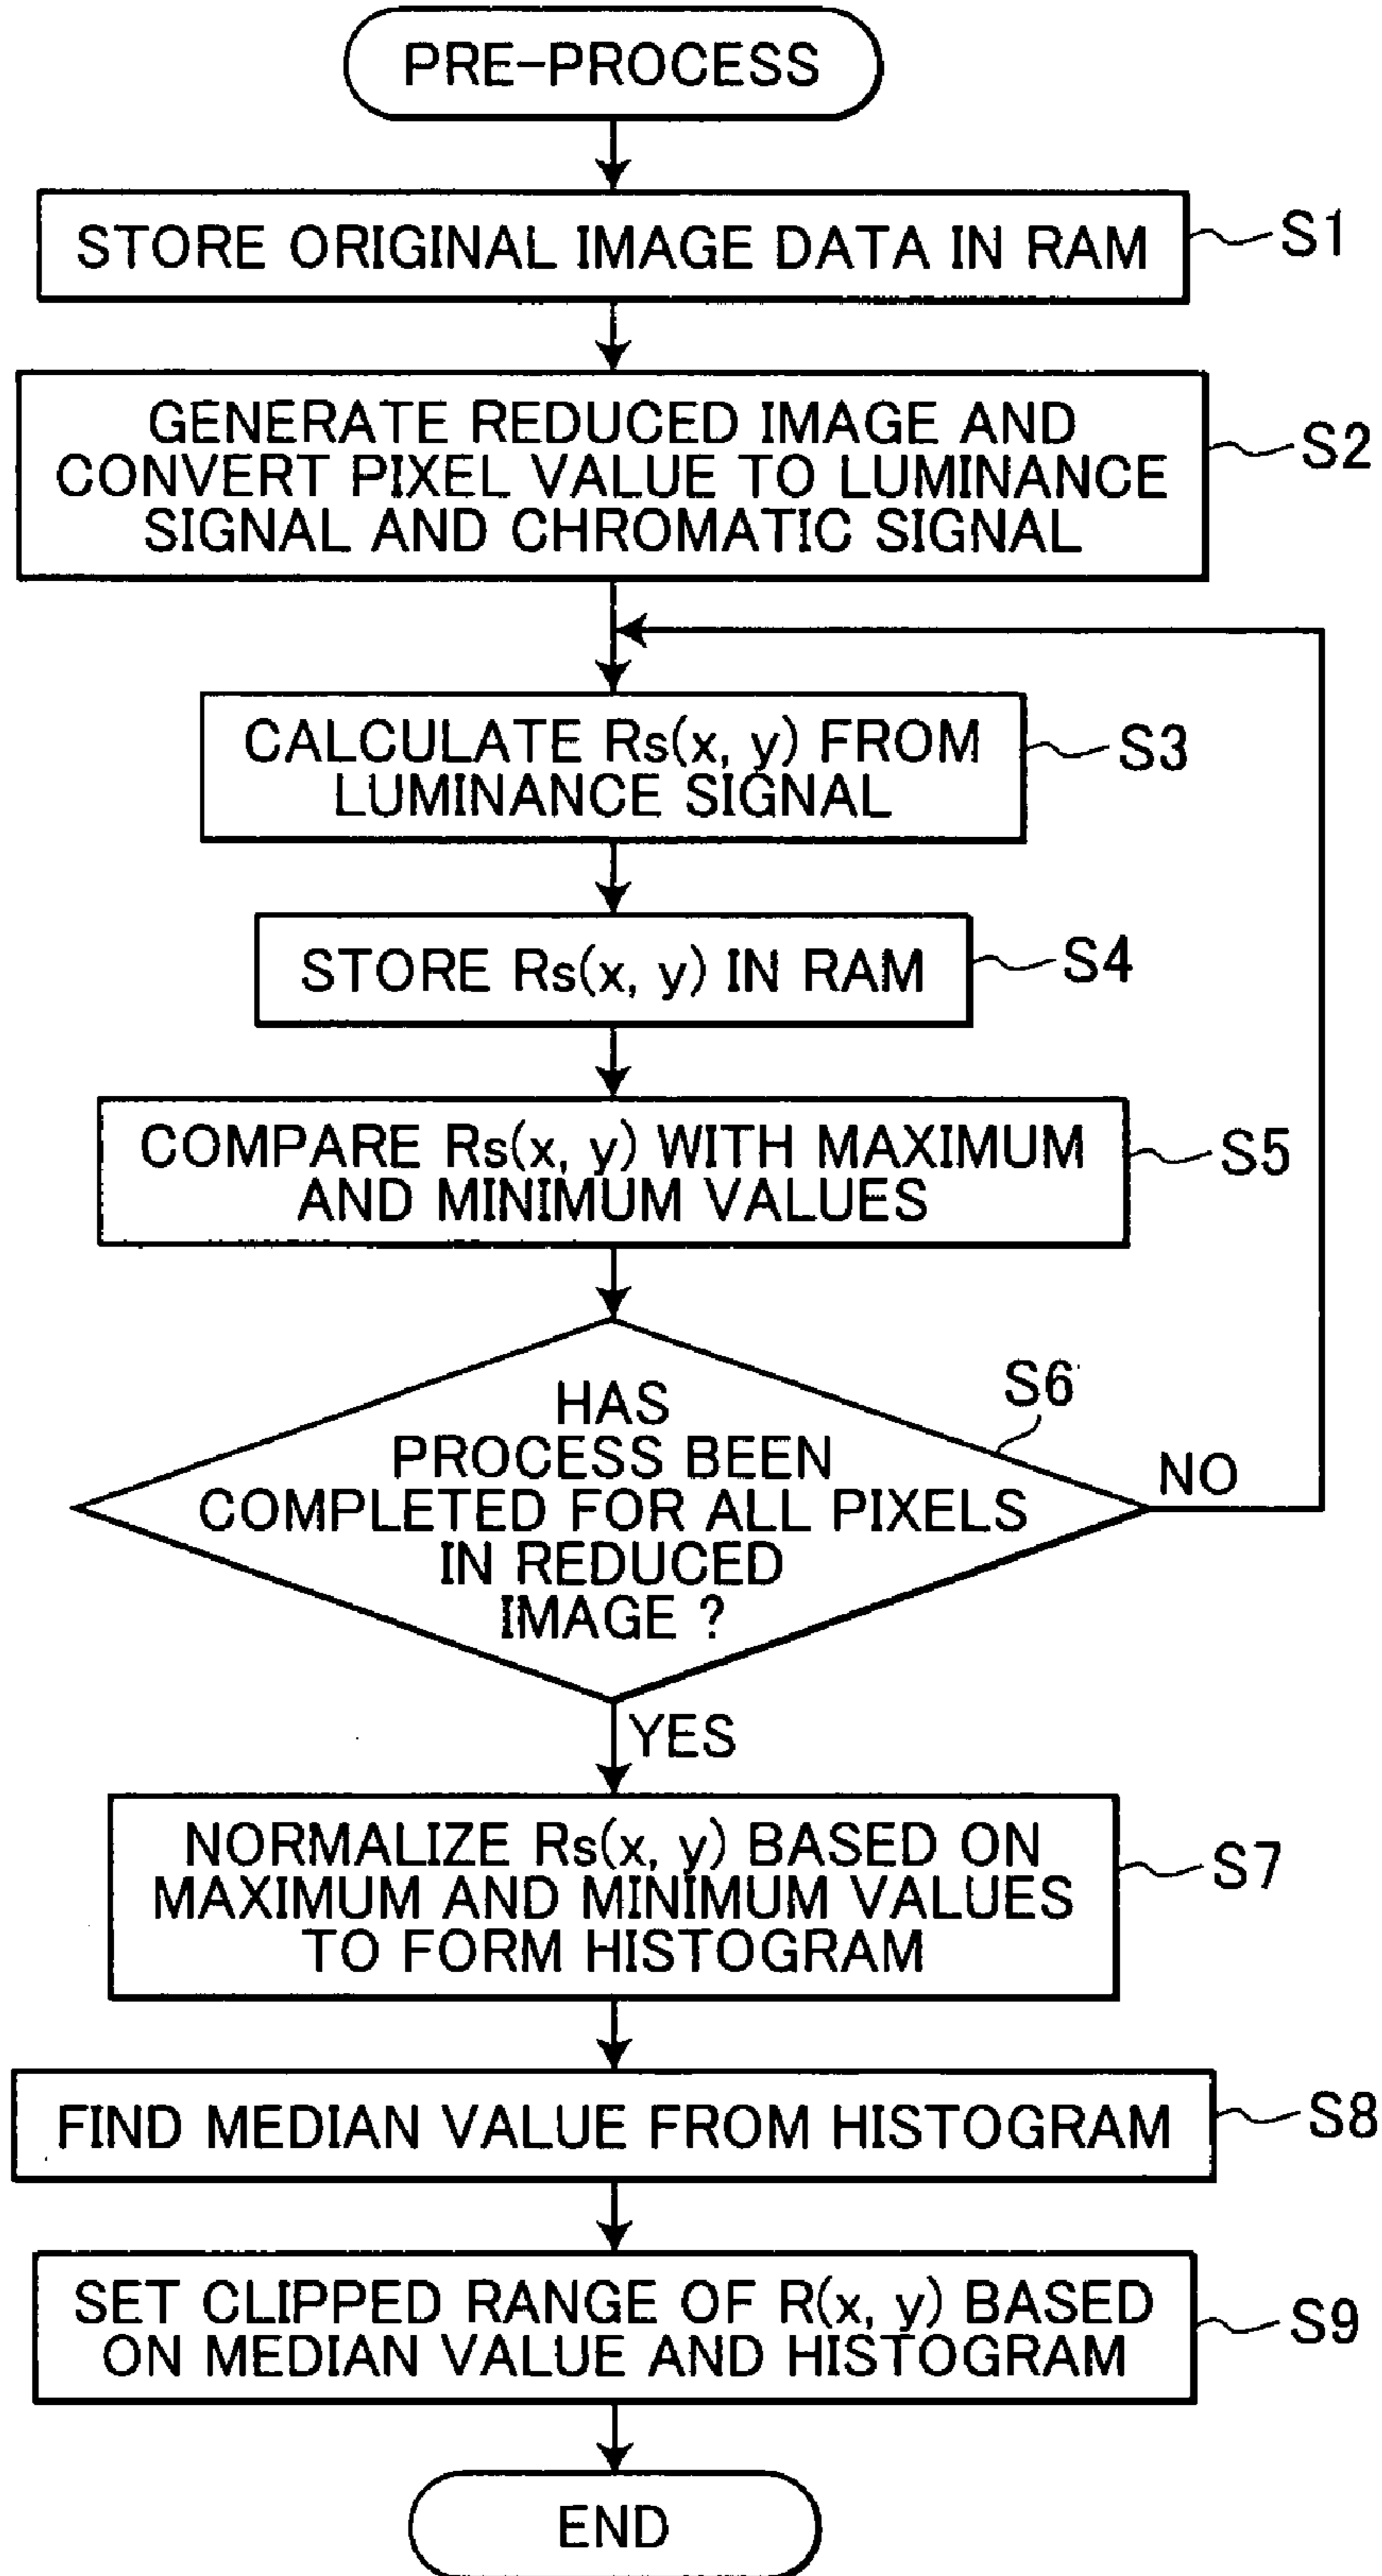 PRE-PROCESS
STORE ORIGINAL IMAGE DATA IN RAM
S1
GENERATE REDUCED IMAGE AND
CONVERT PIXEL VALUE TO LUMINANCE
SIGNAL AND CHROMATIC SIGNAL
S2
CALCULATE Rs(x, y) FROM
LUMINANCE SIGNAL
S3
STORE Rs(x, y) IN RAM
S4
COMPARE Rs(x, y) WITH MAXIMUM
AND MINIMUM VALUES
S5
HAS
PROCESS BEEN
COMPLETED FOR ALL PIXELS
IN REDUCED
IMAGE ?
S6
NO
YES
NORMALIZE Rs(x, y) BASED ON
MAXIMUM AND MINIMUM VALUES
TO FORM HISTOGRAM
S7
FIND MEDIAN VALUE FROM HISTOGRAM
S8
SET CLIPPED RANGE OF R(x, y) BASED
ON MEDIAN VALUE AND HISTOGRAM
S9
END